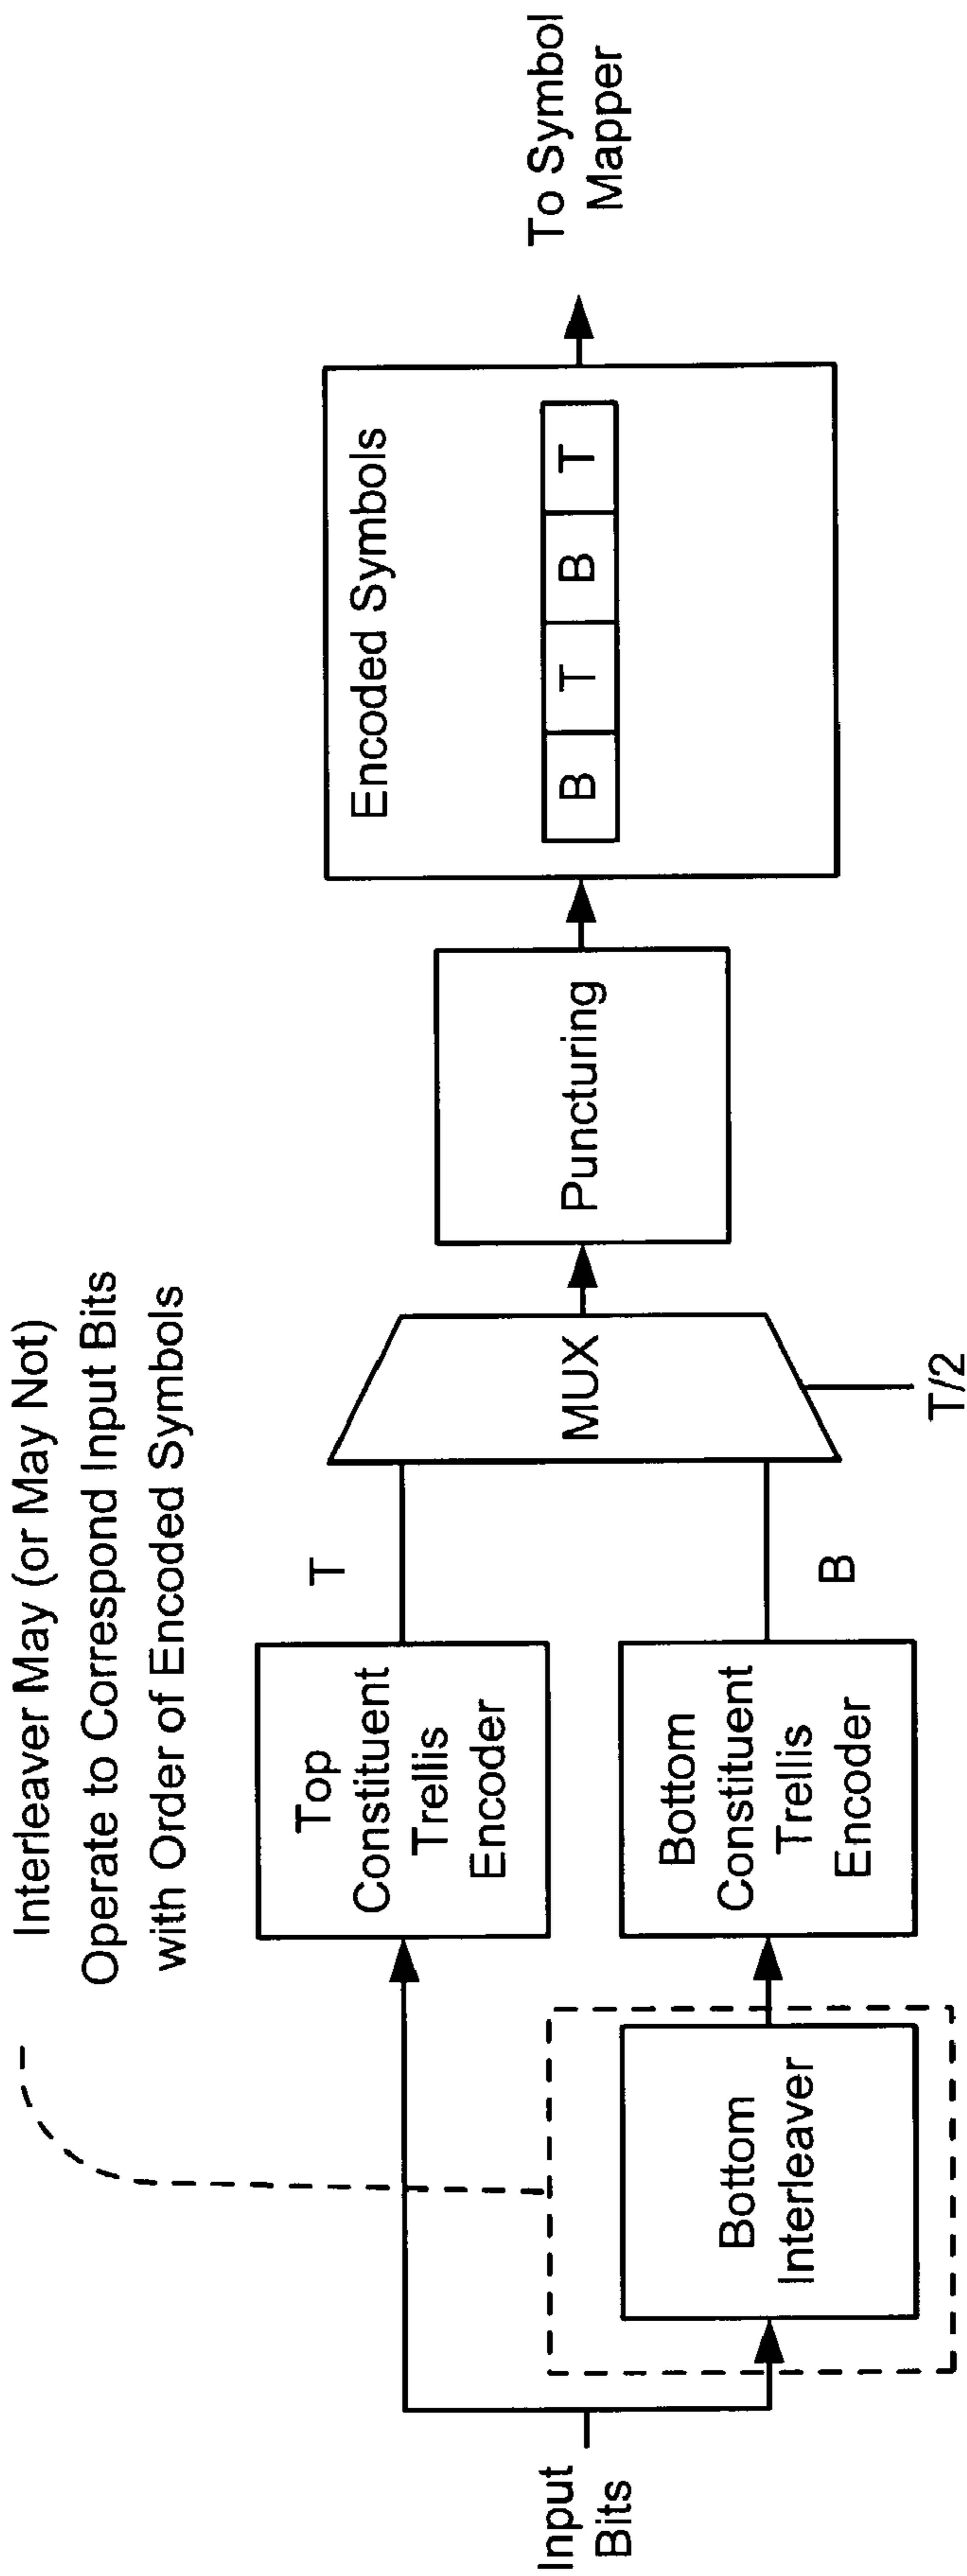 Interleaver May (or May Not)
Operate to Correspond Input Bits
with Order of Encoded Symbols
Input
Bits
Bottom
Interleaver
Top
Constituent
Trellis
Encoder
Bottom
Constituent
Trellis
Encoder
T
B
MUX
T/2
Puncturing
Encoded Symbols
B T B T
To Symbol
Mapper